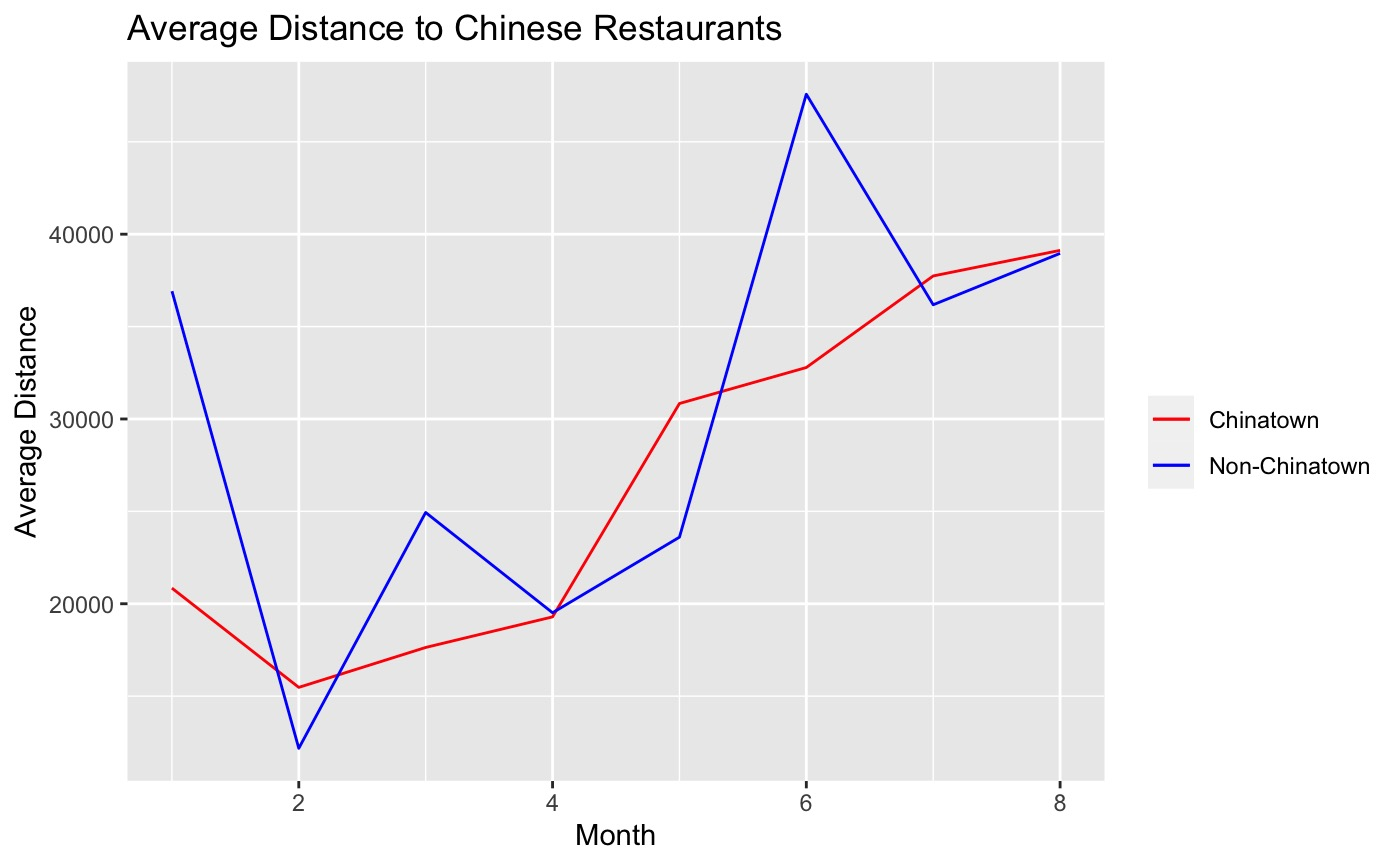 Average Distance to Chinese Restaurants
Average Distance
40000
30000
20000
2 4 6 8
Month
Chinatown
Non-Chinatown